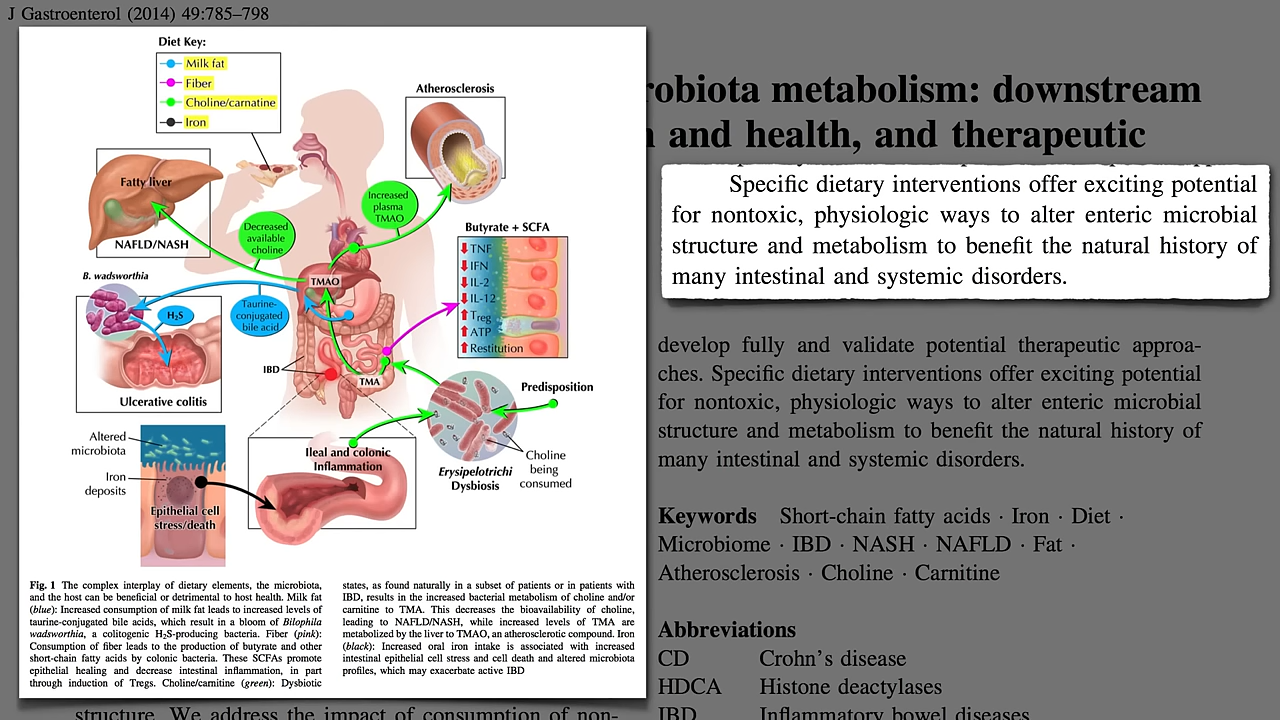 J Gastroenterol (2014) 49:785–798
Diet Key:
Milk fat
Fiber
Choline/carnatine
Iron
Atherosclerosis
Fatty liver
NAFLD/NASH
Decreased
available
choline
Increased
plasma
TMAO
Butyrate + SCFA
TNF
IFN
IL-2
IL-12
Treg
ATP
Restitution
B. wadsworthia
H₂S
Ulcerative colitis
Taurine-
conjugated
bile acid
TMAO
IBD
TMA
Predisposition
Choline
being
consumed
Erysipelotrichi
Dysbiosis
Ileal and colonic
Inflammation
Altered
microbiota
Iron
deposits
Epithelial cell
stress/death
Fig. 1 The complex interplay of dietary elements, the microbiota,
and the host can be beneficial or detrimental to host health. Milk fat
(blue): Increased consumption of milk fat leads to increased levels of
taurine-conjugated bile acids, which result in a bloom of Bilophila
wadsworthia, a colitogenic H₂S-producing bacteria. Fiber (pink):
Consumption of fiber leads to the production of butyrate and other
short-chain fatty acids by colonic bacteria. These SCFAs promote
epithelial healing and decrease intestinal inflammation, in part
through induction of Tregs. Choline/carnitine (green): Dysbiotic
states, as found naturally in a subset of patients or in patients with
IBD, results in the increased bacterial metabolism of choline and/or
carnitine to TMA. This decreases the bioavailability of choline,
leading to NAFLD/NASH, while increased levels of TMA are
metabolized by the liver to TMAO, an atherosclerotic compound. Iron
(black): Increased oral iron intake is associated with increased
intestinal epithelial cell stress and cell death and altered microbiota
profiles, which may exacerbate active IBD
robiota metabolism: downstream
and health, and therapeutic
Specific dietary interventions offer exciting potential
for nontoxic, physiologic ways to alter enteric microbial
structure and metabolism to benefit the natural history of
many intestinal and systemic disorders.
develop fully and validate potential therapeutic approa-
ches. Specific dietary interventions offer exciting potential
for nontoxic, physiologic ways to alter enteric microbial
structure and metabolism to benefit the natural history of
many intestinal and systemic disorders.
Keywords Short-chain fatty acids · Iron · Diet ·
Microbiome · IBD · NASH · NAFLD · Fat ·
Atherosclerosis · Choline · Carnitine
Abbreviations
CD Crohn's disease
HDCA Histone deactylases
IBD Inflammatory bowel diseases
structure. We address the impact of consumption of non-